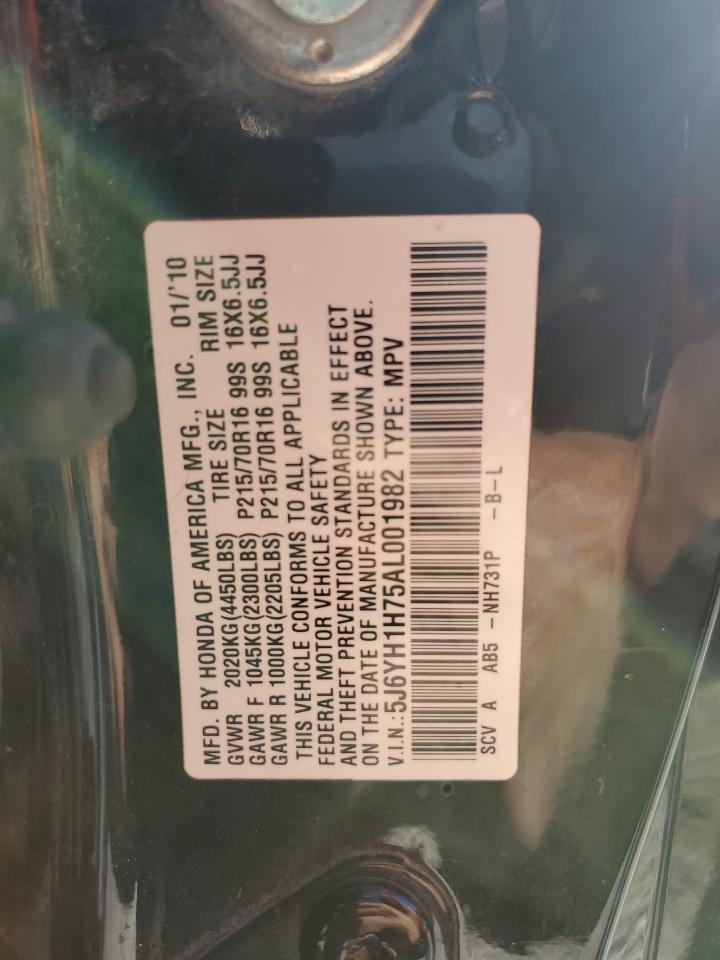 MFD. BY HONDA OF AMERICA MFG., INC. 01/'10
GVWR 2020KG(4450LBS) TIRE SIZE RIM SIZE
GAWR F 1045KG(2300LBS) P215/70R16 99S 16X6.5JJ
GAWR R 1000KG(2205LBS) P215/70R16 99S 16X6.5JJ
THIS VEHICLE CONFORMS TO ALL APPLICABLE
FEDERAL MOTOR VEHICLE SAFETY
AND THEFT PREVENTION STANDARDS IN EFFECT
ON THE DATE OF MANUFACTURE SHOWN ABOVE.
V.I.N.:5J6YH1H75AL001982 TYPE: MPV
SCV A AB5 -NH731P -B-L